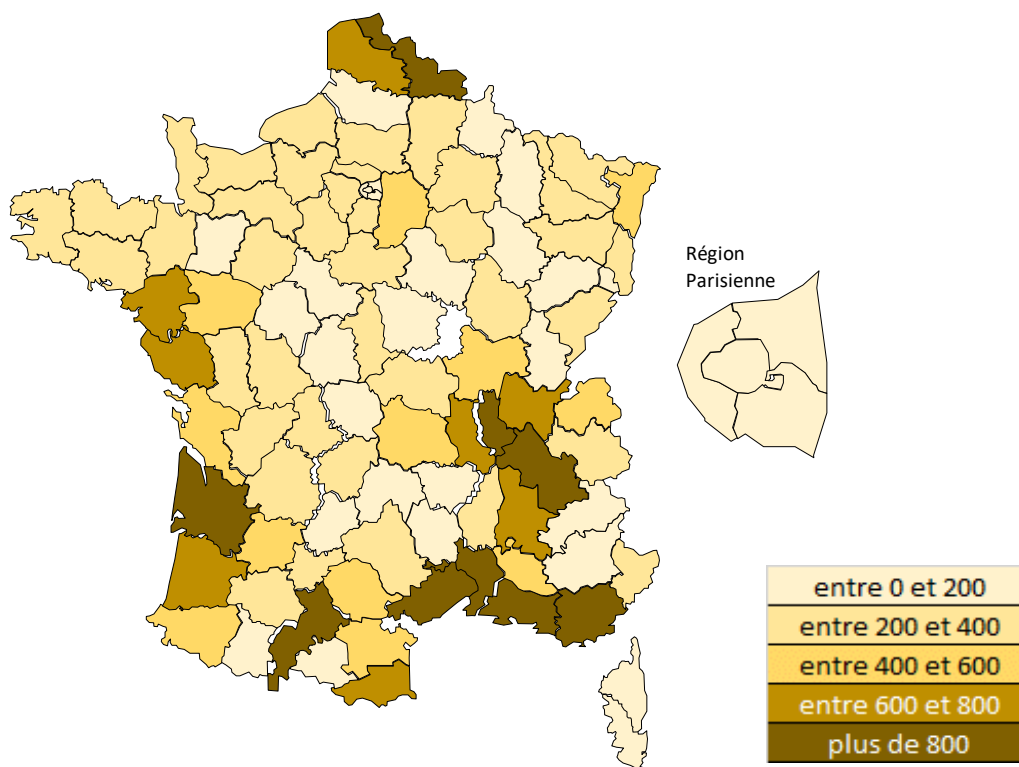 Région
Parisienne
entre 0 et 200
entre 200 et 400
entre 400 et 600
entre 600 et 800
plus de 800